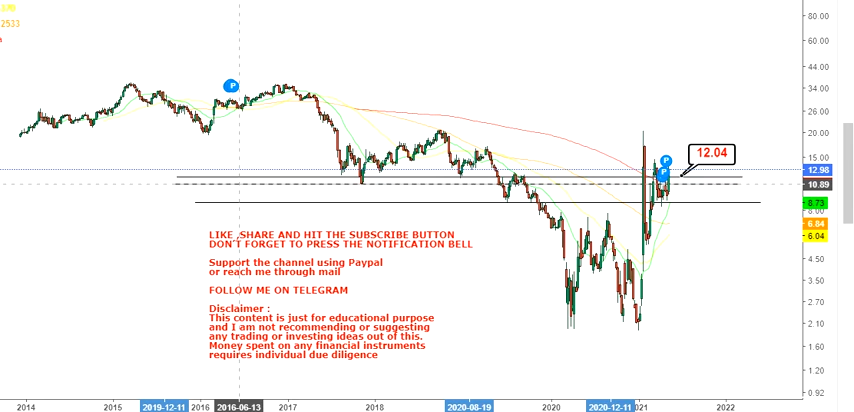 2533
80.00
60.00
44.00
34.00
26.00
20.00
15.00
12.98
10.89
8.73
8.00
6.84
6.04
4.50
3.50
2.70
2.10
1.60
1.20
0.92
P
P
P
12.04
LIKE ,SHARE AND HIT THE SUBSCRIBE BUTTON
DON'T FORGET TO PRESS THE NOTIFICATION BELL
Support the channel using Paypal
or reach me through mail
FOLLOW ME ON TELEGRAM
Disclaimer :
This content is just for educational purpose
and I am not recommending or suggesting
any trading or investing ideas out of this.
Money spent on any financial instruments
requires individual due diligence
2014 2015 2019-12-11 2016 2016-06-13 2017 2018 2020-08-19 2020 2020-12-11 021 2022